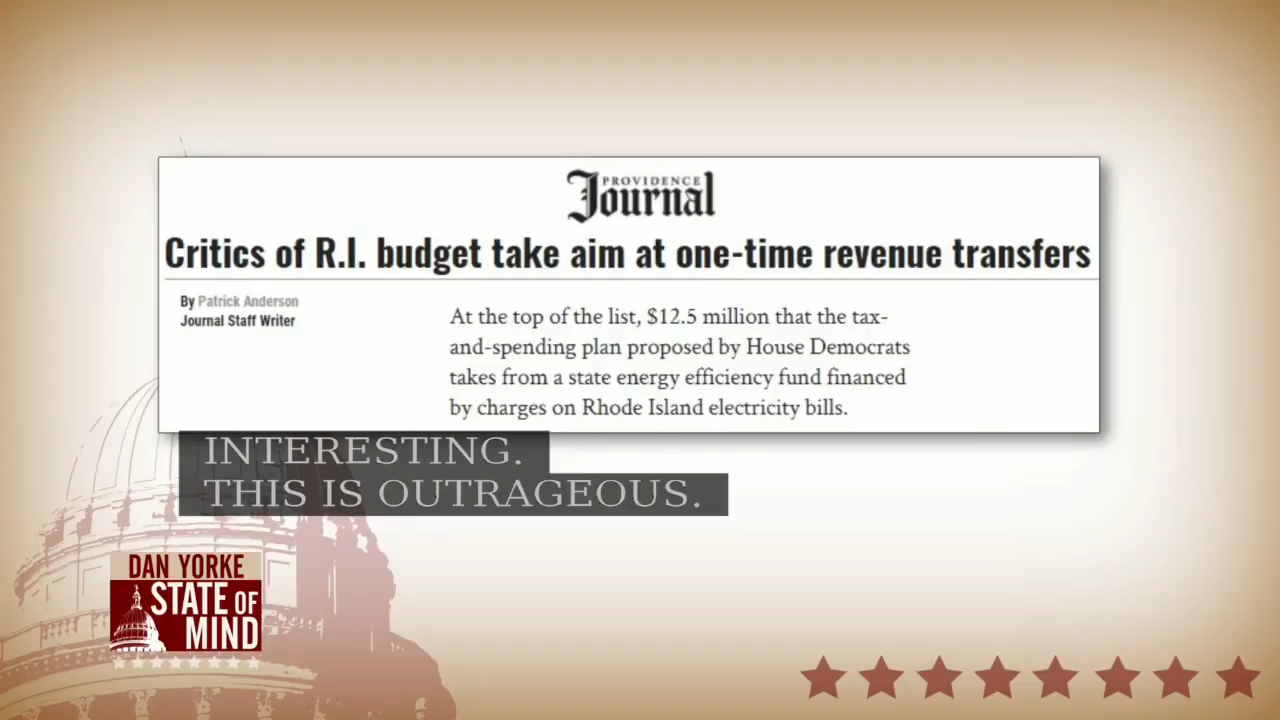 PROVIDENCE
Journal
Critics of R.I. budget take aim at one-time revenue transfers
By Patrick Anderson
Journal Staff Writer
At the top of the list, $12.5 million that the tax-
and-spending plan proposed by House Democrats
takes from a state energy efficiency fund financed
by charges on Rhode Island electricity bills.
INTERESTING.
THIS IS OUTRAGEOUS.
DAN YORKE
STATE OF
MIND